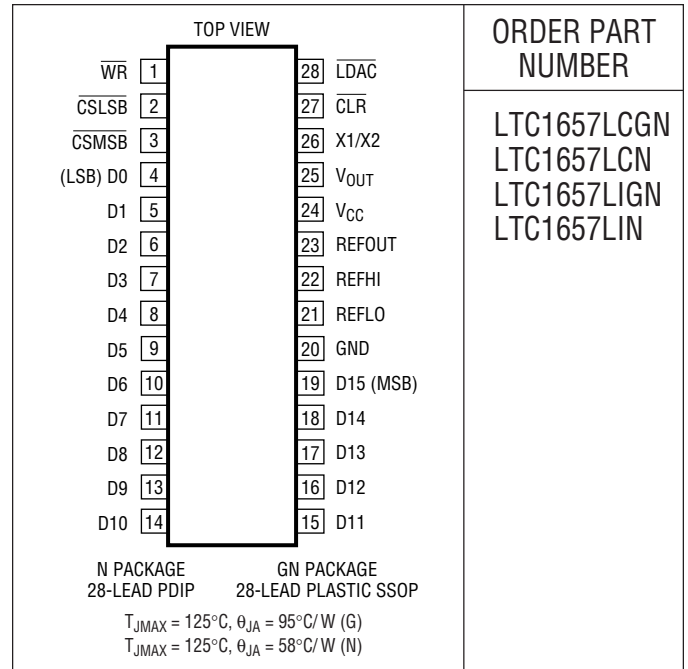 TOP VIEW
ORDER PART
NUMBER
WR 1 28 LDAC
CSLSB 2 27 CLR
CSMSB 3 26 X1/X2
(LSB) D0 4 25 VOUT
D1 5 24 VCC
D2 6 23 REFOUT
D3 7 22 REFHI
D4 8 21 REFLO
D5 9 20 GND
D6 10 19 D15 (MSB)
D7 11 18 D14
D8 12 17 D13
D9 13 16 D12
D10 14 15 D11
N PACKAGE
28-LEAD PDIP
GN PACKAGE
28-LEAD PLASTIC SSOP
TJMAX = 125°C, θJA = 95°C/W (G)
TJMAX = 125°C, θJA = 58°C/W (N)
LTC1657LCGN
LTC1657LCN
LTC1657LIGN
LTC1657LIN